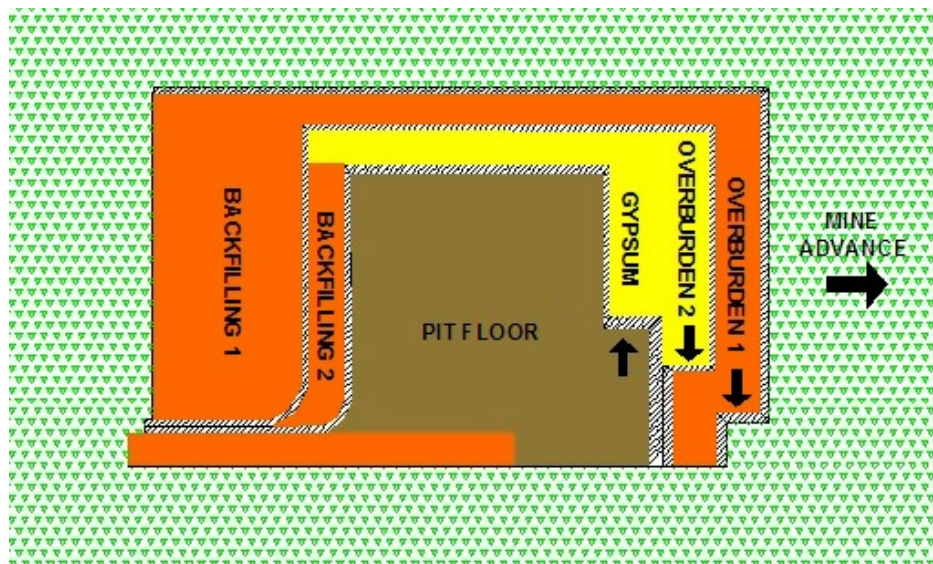 BACKFILLING 1
BACKFILLING 2
PIT FLOOR
GYPSUM
OVERBURDEN 2
OVERBURDEN 1
MINE
ADVANCE